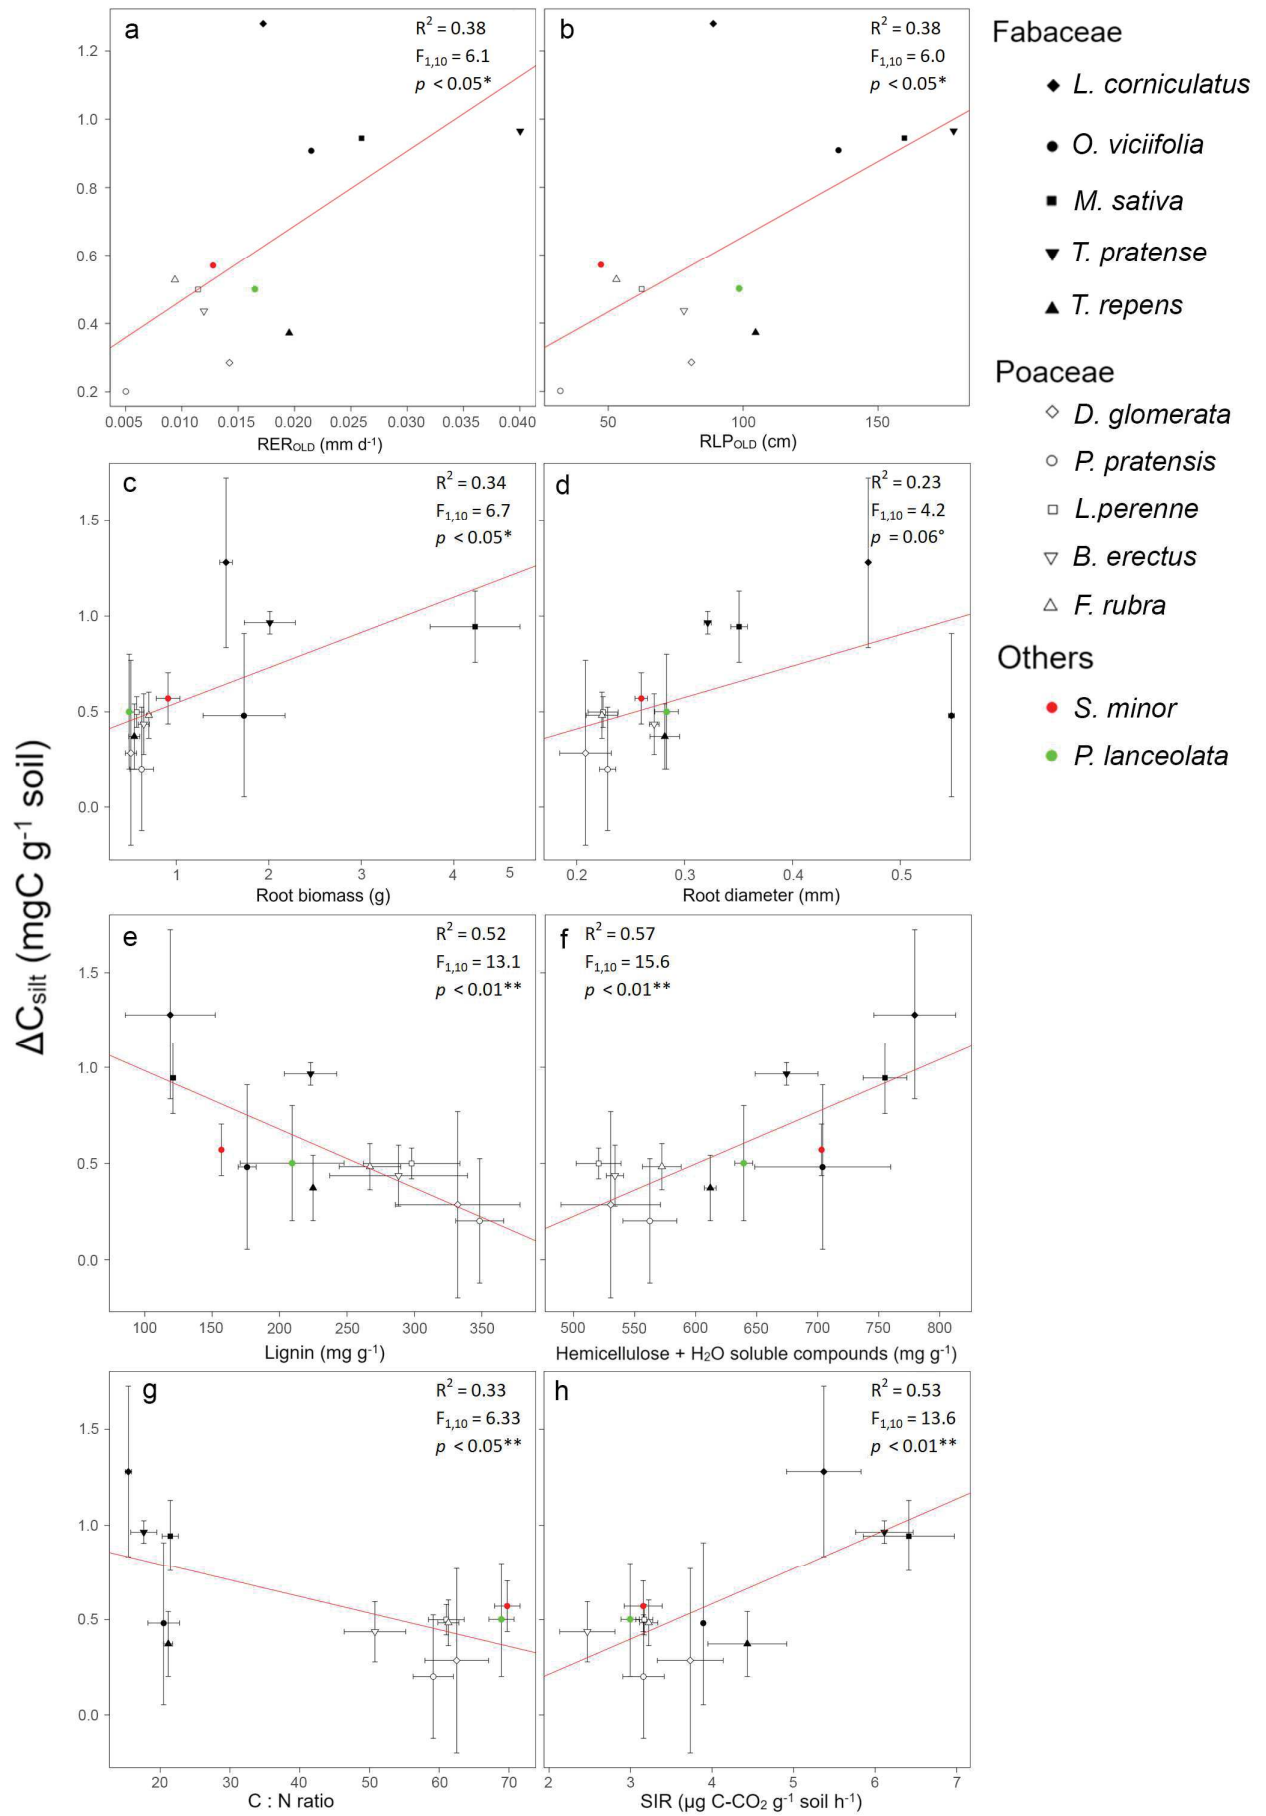 ΔCsilt (mgC g-1 soil)
a
R2 = 0.38
F1,10 = 6.1
p < 0.05*
1.2
1.0
0.8
0.6
0.4
0.2
0.005 0.010 0.015 0.020 0.025 0.030 0.035 0.040
REROLD (mm d-1)
b
R2 = 0.38
F1,10 = 6.0
p < 0.05*
50 100 150
RLPOLD (cm)
c
R2 = 0.34
F1,10 = 6.7
p < 0.05*
1.5
1.0
0.5
0.0
1 2 3 4 5
Root biomass (g)
d
R2 = 0.23
F1,10 = 4.2
p = 0.06°
0.2 0.3 0.4 0.5
Root diameter (mm)
e
R2 = 0.52
F1,10 = 13.1
p < 0.01**
1.5
1.0
0.5
0.0
100 150 200 250 300 350
Lignin (mg g-1)
f
R2 = 0.57
F1,10 = 15.6
p < 0.01**
500 550 600 650 700 750 800
Hemicellulose + H2O soluble compounds (mg g-1)
g
R2 = 0.33
F1,10 = 6.33
p < 0.05**
1.5
1.0
0.5
0.0
20 30 40 50 60 70
C : N ratio
h
R2 = 0.53
F1,10 = 13.6
p < 0.01**
2 3 4 5 6 7
SIR (µg C-CO2 g-1 soil h-1)
Fabaceae
L. corniculatus
O. viciifolia
M. sativa
T. pratense
T. repens
Poaceae
D. glomerata
P. pratensis
L.perenne
B. erectus
F. rubra
Others
S. minor
P. lanceolata